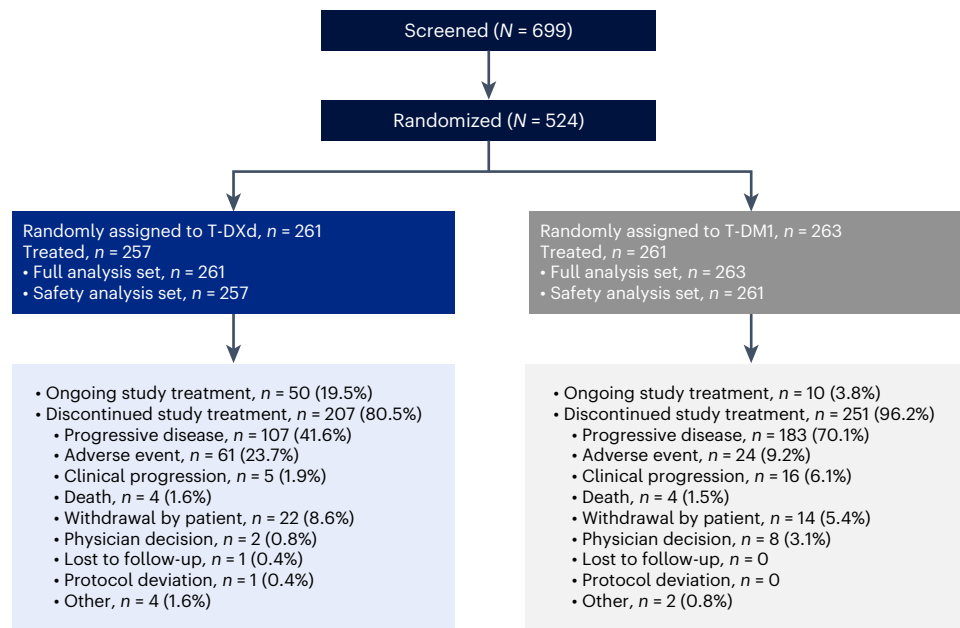 Screened (N = 699)
Randomized (N = 524)
Randomly assigned to T-DXd, n = 261
Treated, n = 257
• Full analysis set, n = 261
• Safety analysis set, n = 257
Randomly assigned to T-DM1, n = 263
Treated, n = 261
• Full analysis set, n = 263
• Safety analysis set, n = 261
• Ongoing study treatment, n = 50 (19.5%)
• Discontinued study treatment, n = 207 (80.5%)
• Progressive disease, n = 107 (41.6%)
• Adverse event, n = 61 (23.7%)
• Clinical progression, n = 5 (1.9%)
• Death, n = 4 (1.6%)
• Withdrawal by patient, n = 22 (8.6%)
• Physician decision, n = 2 (0.8%)
• Lost to follow-up, n = 1 (0.4%)
• Protocol deviation, n = 1 (0.4%)
• Other, n = 4 (1.6%)
• Ongoing study treatment, n = 10 (3.8%)
• Discontinued study treatment, n = 251 (96.2%)
• Progressive disease, n = 183 (70.1%)
• Adverse event, n = 24 (9.2%)
• Clinical progression, n = 16 (6.1%)
• Death, n = 4 (1.5%)
• Withdrawal by patient, n = 14 (5.4%)
• Physician decision, n = 8 (3.1%)
• Lost to follow-up, n = 0
• Protocol deviation, n = 0
• Other, n = 2 (0.8%)